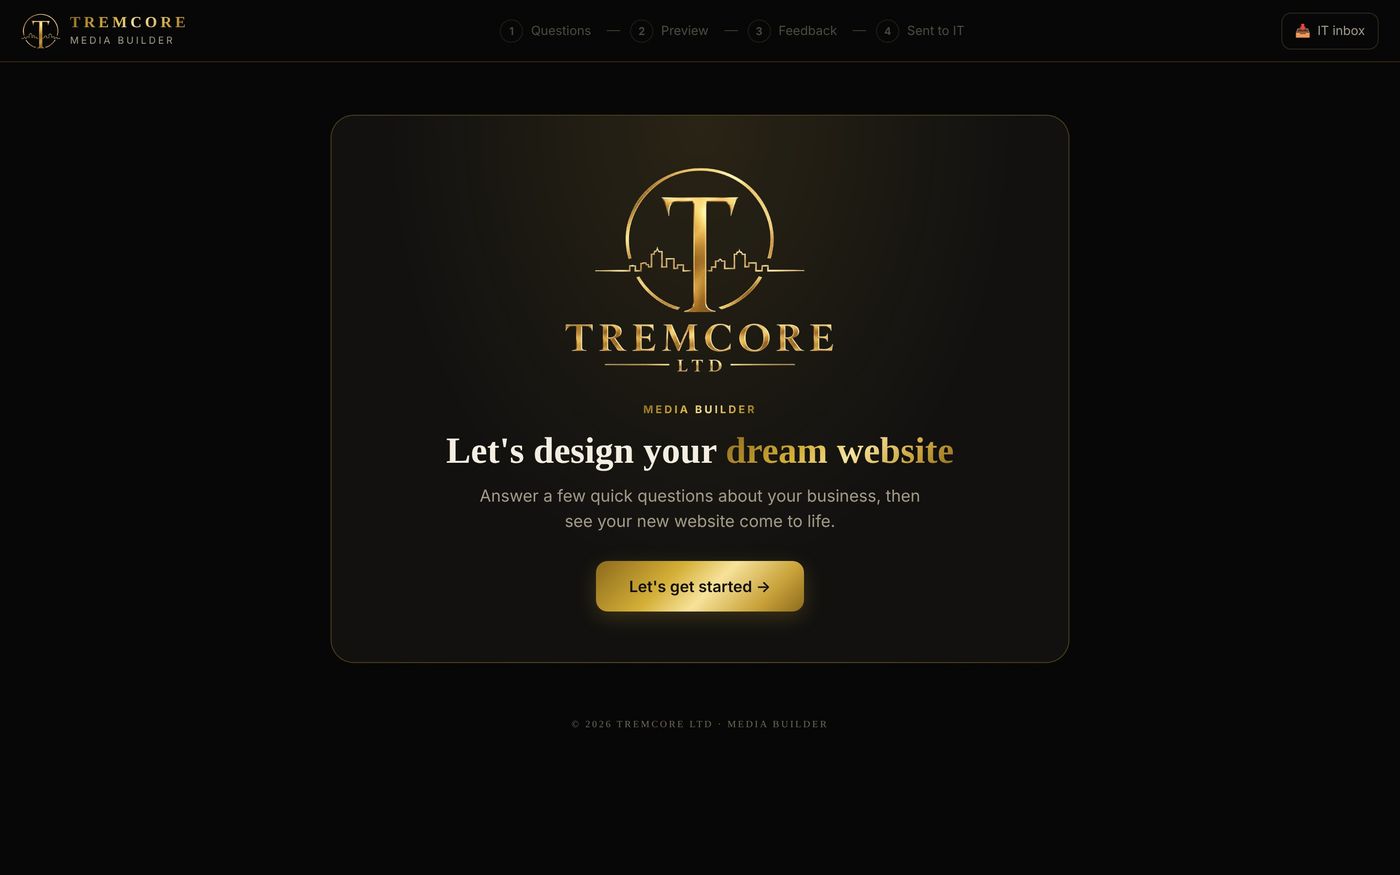 TREMCORE
MEDIA BUILDER
1 Questions — 2 Preview — 3 Feedback — 4 Sent to IT
IT inbox
T
TREMCORE
LTD
MEDIA BUILDER
Let's design your dream website
Answer a few quick questions about your business, then
see your new website come to life.
Let's get started →
© 2026 TREMCORE LTD · MEDIA BUILDER